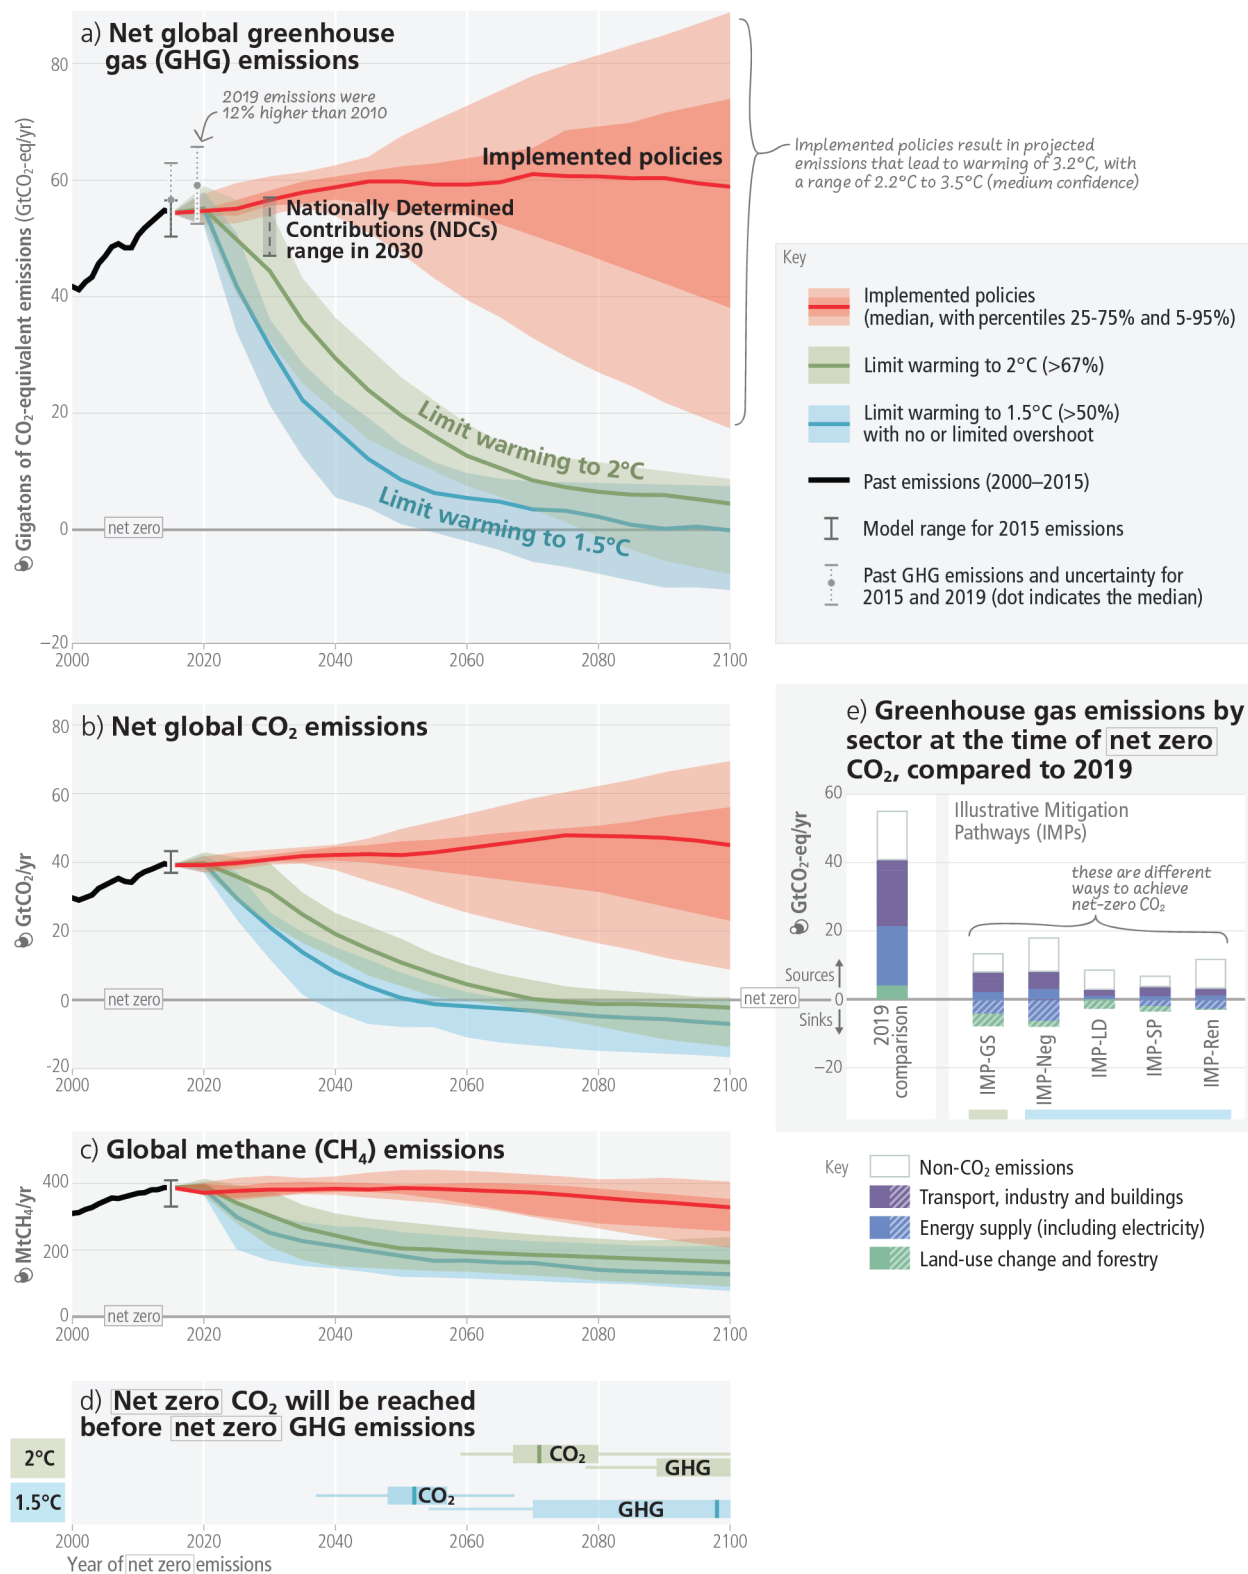 a) Net global greenhouse
gas (GHG) emissions
2019 emissions were
12% higher than 2010
Gigatons of CO₂-equivalent emissions (GtCO₂-eq/yr)
80
60
40
20
0
−20
net zero
Implemented policies
Nationally Determined
Contributions (NDCs)
range in 2030
Limit warming to 2°C
Limit warming to 1.5°C
2000
2020
2040
2060
2080
2100
Implemented policies result in projected
emissions that lead to warming of 3.2°C, with
a range of 2.2°C to 3.5°C (medium confidence)
Key
Implemented policies
(median, with percentiles 25-75% and 5-95%)
Limit warming to 2°C (>67%)
Limit warming to 1.5°C (>50%)
with no or limited overshoot
Past emissions (2000–2015)
Model range for 2015 emissions
Past GHG emissions and uncertainty for
2015 and 2019 (dot indicates the median)
b) Net global CO₂ emissions
GtCO₂/yr
80
60
40
20
0
-20
net zero
2000
2020
2040
2060
2080
2100
c) Global methane (CH₄) emissions
MtCH₄/yr
400
200
0
net zero
2000
2020
2040
2060
2080
2100
d) Net zero CO₂ will be reached
before net zero GHG emissions
2°C
CO₂
GHG
1.5°C
CO₂
GHG
2000
2020
2040
2060
2080
2100
Year of net zero emissions
e) Greenhouse gas emissions by
sector at the time of net zero
CO₂, compared to 2019
GtCO₂-eq/yr
60
40
20
0
−20
Illustrative Mitigation
Pathways (IMPs)
these are different
ways to achieve
net-zero CO₂
Sources
net zero
Sinks
2019
comparison
IMP-GS
IMP-Neg
IMP-LD
IMP-SP
IMP-Ren
Key
Non-CO₂ emissions
Transport, industry and buildings
Energy supply (including electricity)
Land-use change and forestry